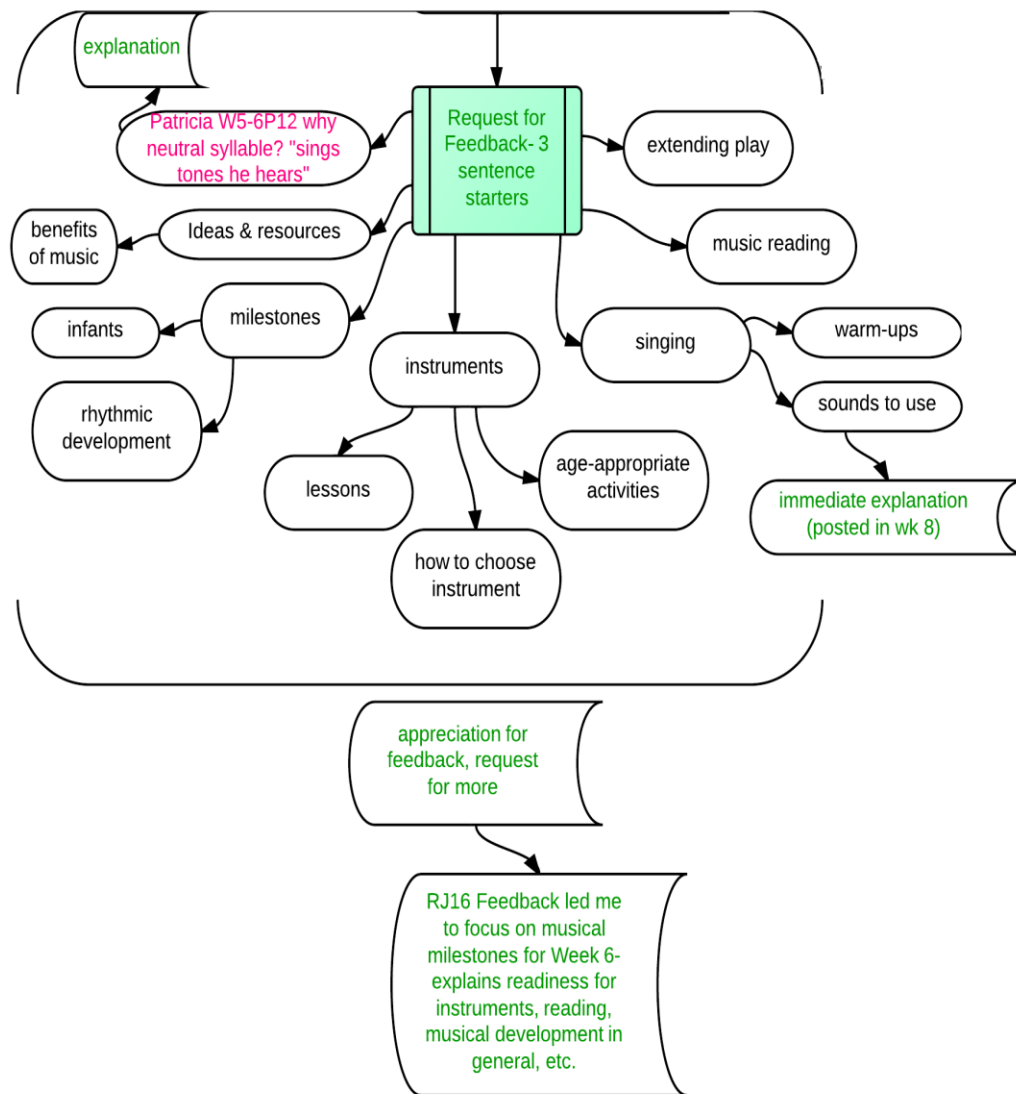 explanation
Request for
Feedback- 3
sentence
starters
Patricia W5-6P12 why
neutral syllable? "sings
tones he hears"
extending play
benefits
of music
Ideas & resources
music reading
infants
milestones
warm-ups
singing
instruments
rhythmic
development
sounds to use
lessons
age-appropriate
activities
immediate explanation
(posted in wk 8)
how to choose
instrument
appreciation for
feedback, request
for more
RJ16 Feedback led me
to focus on musical
milestones for Week 6-
explains readiness for
instruments, reading,
musical development in
general, etc.